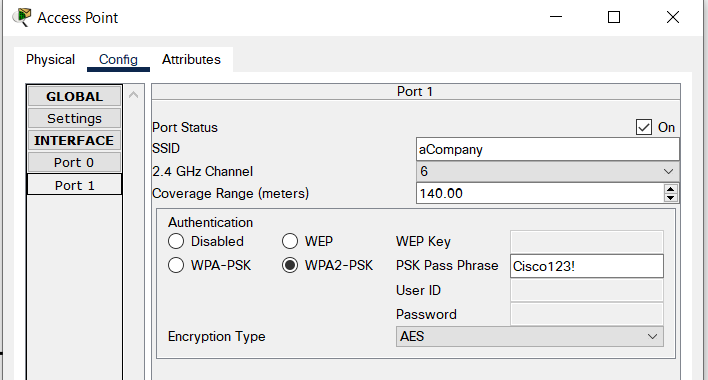 Access Point
Physical Config Attributes
GLOBAL
Settings
INTERFACE
Port 0
Port 1
Port 1
Port Status On
SSID aCompany
2.4 GHz Channel 6
Coverage Range (meters) 140.00
Authentication
Disabled WEP WEP Key
WPA-PSK WPA2-PSK PSK Pass Phrase Cisco123!
User ID
Password
Encryption Type AES